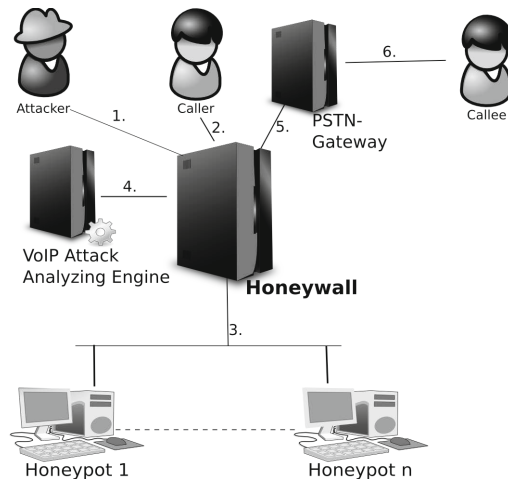 Attacker
Caller
Callee
1.
2.
5.
6.
PSTN-
Gateway
4.
VoIP Attack
Analyzing Engine
Honeywall
3.
Honeypot 1
Honeypot n